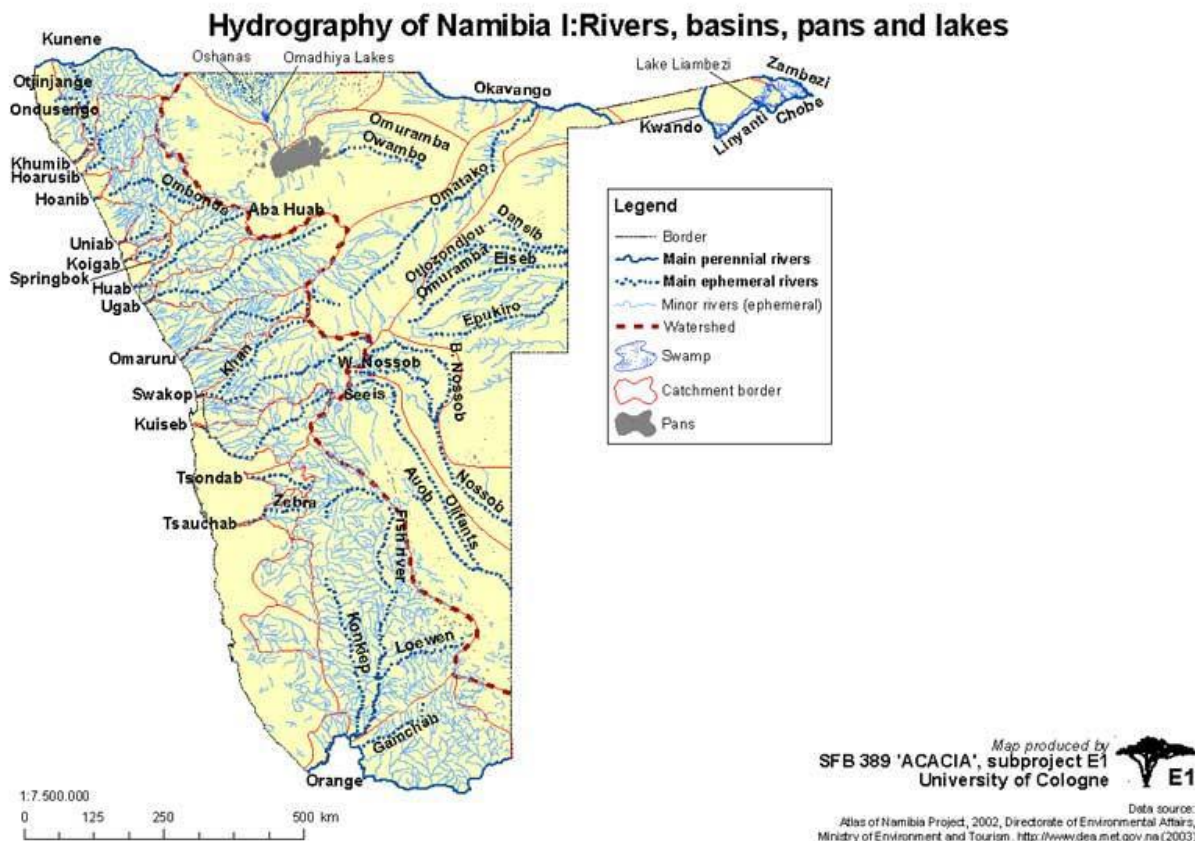 Hydrography of Namibia I:Rivers, basins, pans and lakes
Kunene
Oshanas
Omadhiya Lakes
Lake Liambezi
Zambezi
Otjinjange
Okavango
Ondusengo
Chobe
Kwando
Linyanti
Omuramba
Owambo
Khumib
Hoarusib
Ombonde
Hoanib
Omatako
Aba Huab
Dansib
Uniab
Otjozondjou
Koigab
Eiseb
Omuramba
Springbok
Huab
Ugab
Epukiro
Omaruru
Khan
W. Nossob
B. Nossob
Swakop
Seeis
Kuiseb
Tsondab
Auob
Nossob
Zebra
Olifants
Tsauchab
Fish river
Konkiep
Loewen
Gamchab
Orange
Legend
Border
Main perennial rivers
Main ephemeral rivers
Minor rivers (ephemeral)
Watershed
Swamp
Catchment border
Pans
1:7.500.000
0 125 250 500 km
Map produced by
SFB 389 'ACACIA', subproject E1
University of Cologne
E1
Data source:
Atlas of Namibia Project, 2002, Directorate of Environmental Affairs,
Ministry of Environment and Tourism. http://www.dea.met.gov.na (2003)